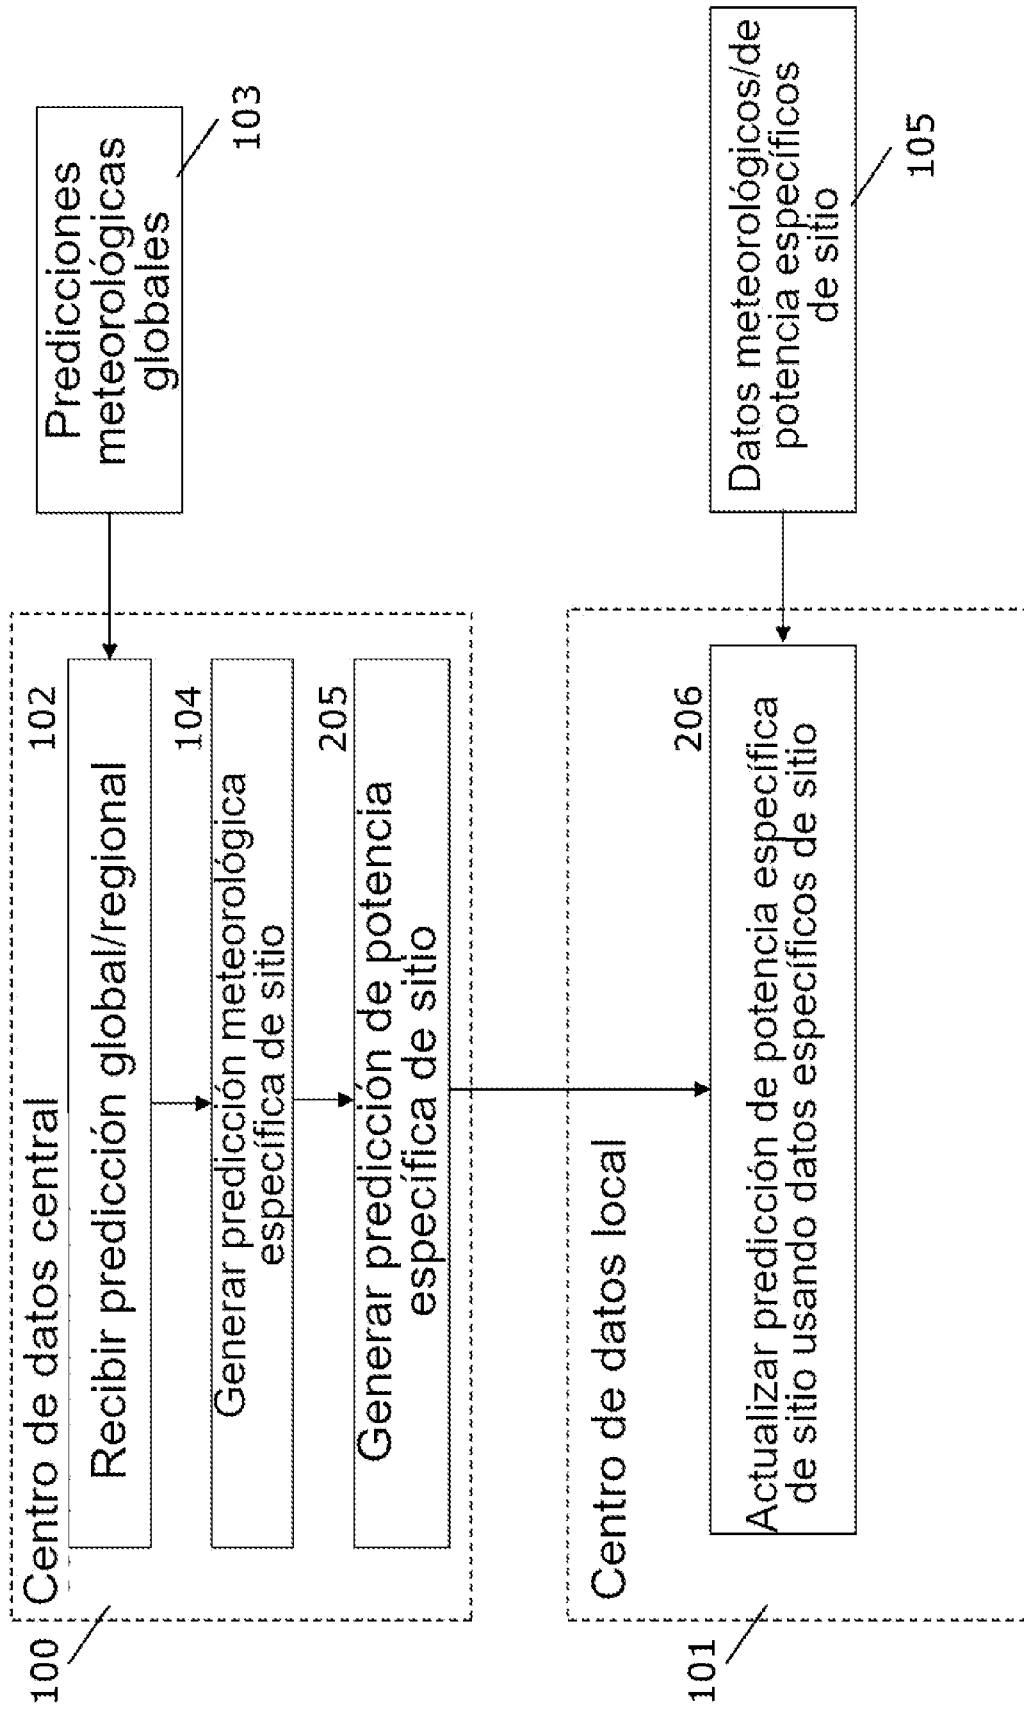 100
Centro de datos central
102
Recibir predicción global/regional
Predicciones
meteorológicas
globales
103
104
Generar predicción meteorológica
específica de sitio
205
Generar predicción de potencia
específica de sitio
101
Centro de datos local
206
Actualizar predicción de potencia específica
de sitio usando datos específicos de sitio
Datos meteorológicos/de
potencia específicos
de sitio
105